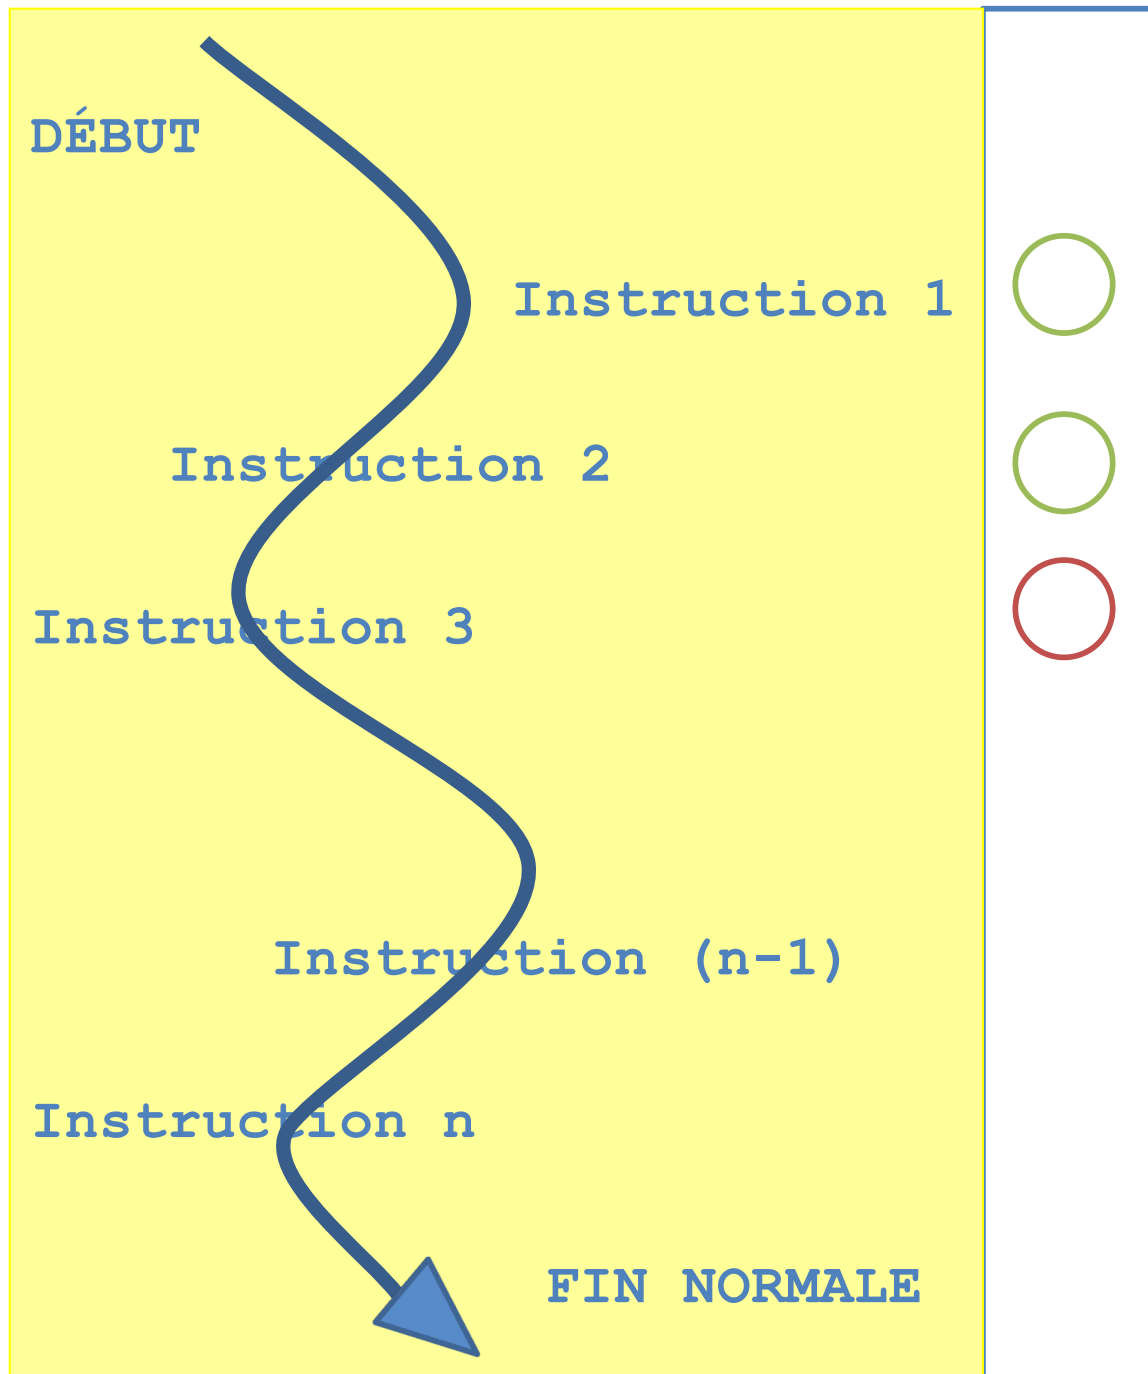 DÉBUT
Instruction 1
Instruction 2
Instruction 3
Instruction (n-1)
Instruction n
FIN NORMALE